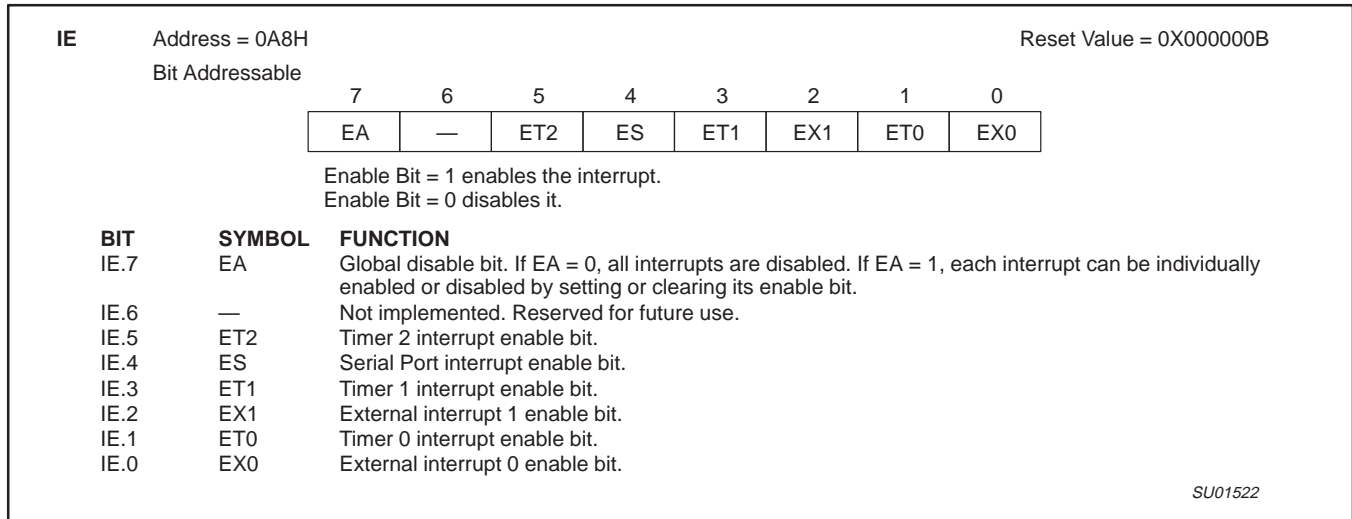 IE Address = 0A8H Reset Value = 0X000000B
Bit Addressable
7 6 5 4 3 2 1 0
EA — ET2 ES ET1 EX1 ET0 EX0
Enable Bit = 1 enables the interrupt.
Enable Bit = 0 disables it.
BIT SYMBOL FUNCTION
IE.7 EA Global disable bit. If EA = 0, all interrupts are disabled. If EA = 1, each interrupt can be individually
enabled or disabled by setting or clearing its enable bit.
IE.6 — Not implemented. Reserved for future use.
IE.5 ET2 Timer 2 interrupt enable bit.
IE.4 ES Serial Port interrupt enable bit.
IE.3 ET1 Timer 1 interrupt enable bit.
IE.2 EX1 External interrupt 1 enable bit.
IE.1 ET0 Timer 0 interrupt enable bit.
IE.0 EX0 External interrupt 0 enable bit.
SU01522